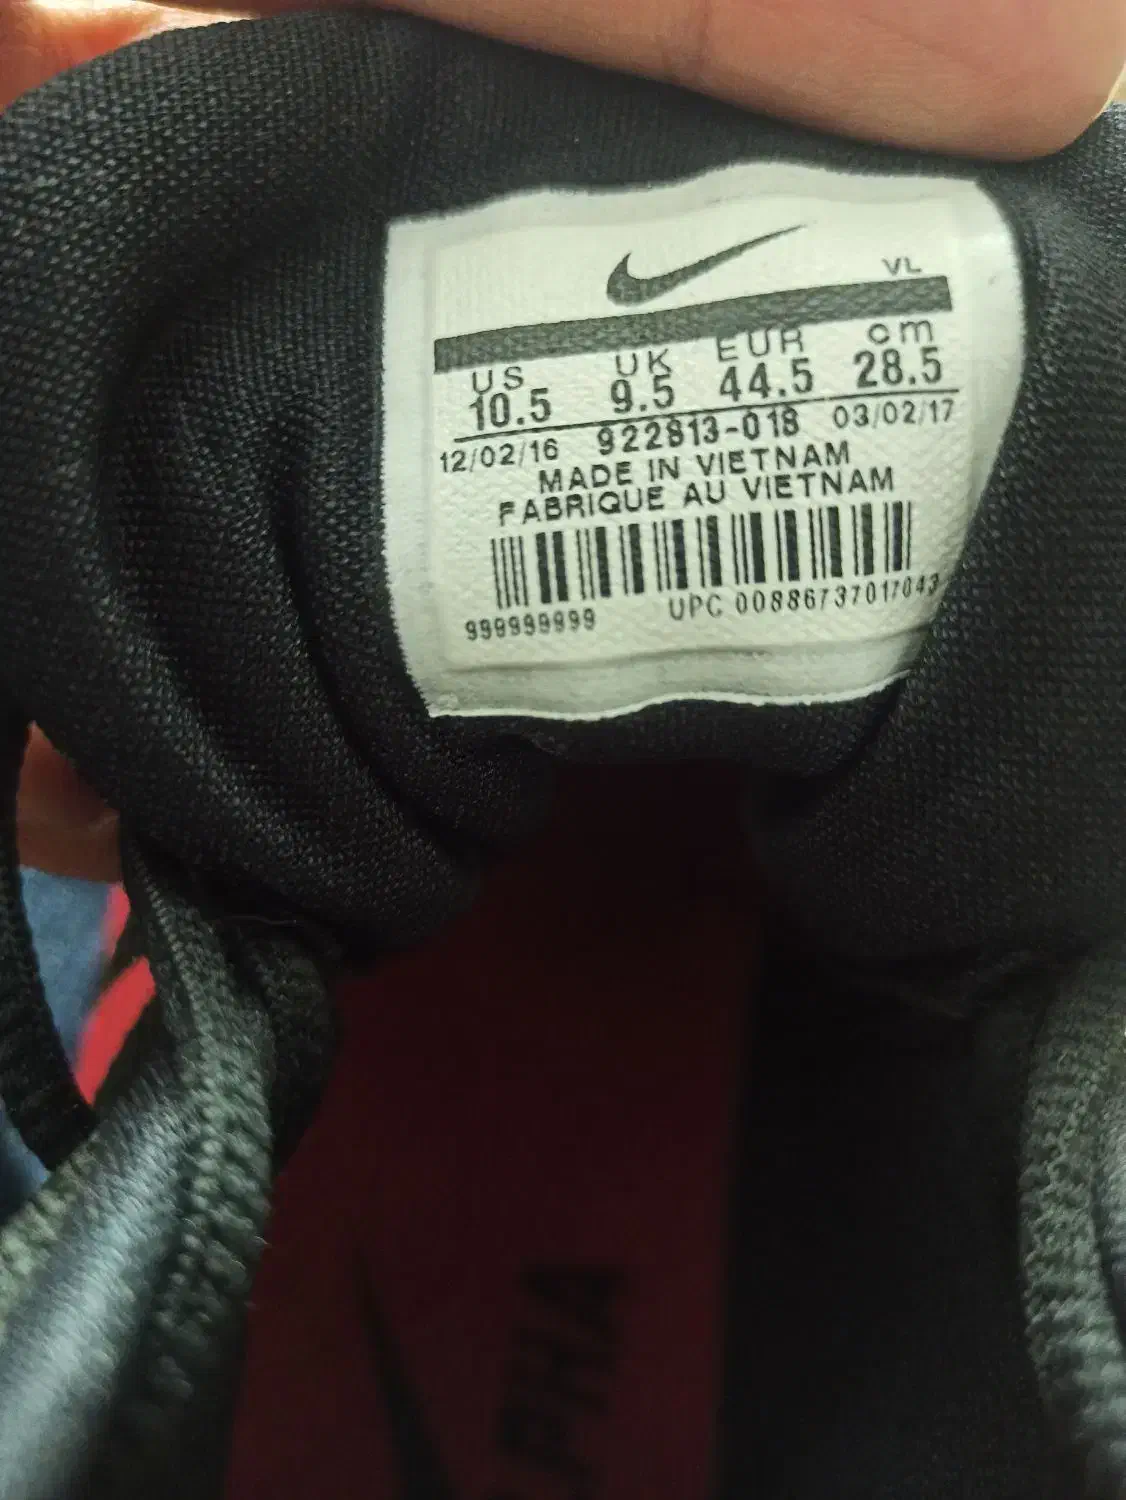 VL
US UK EUR cm
10.5 9.5 44.5 28.5
12/02/16 922813-018 03/02/17
MADE IN VIETNAM
FABRIQUE AU VIETNAM
999999999 UPC 00886737017043